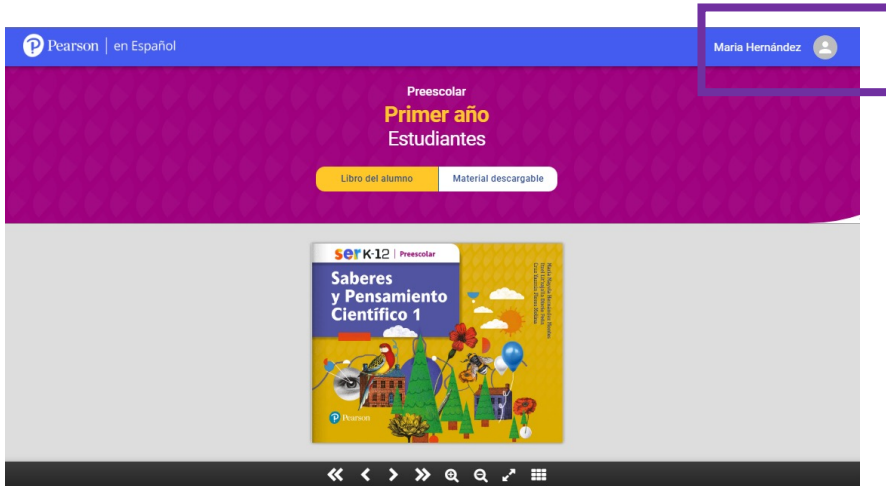 Pearson | en Español
Maria Hernández
Preescolar
Primer año
Estudiantes
Libro del alumno
Material descargable
ser K-12 | Preescolar
Saberes
y Pensamiento
Científico 1
Pearson